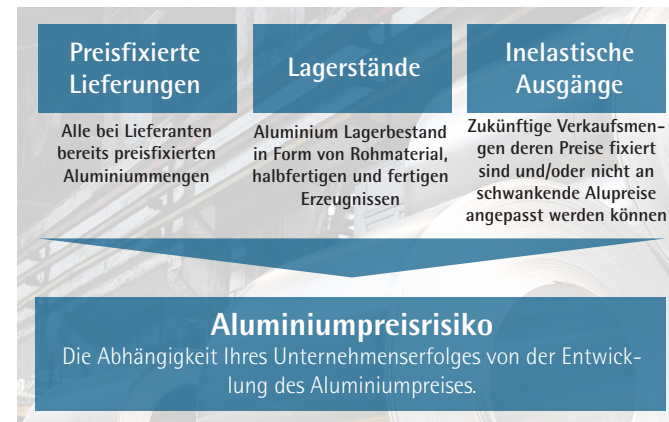 Preisfixierte
Lieferungen
Alle bei Lieferanten
bereits preisfixierten
Aluminiummengen
Lagerstände
Aluminium Lagerbestand
in Form von Rohmaterial,
halbfertigen und fertigen
Erzeugnissen
Inelastische
Ausgänge
Zukünftige Verkaufsmen-
gen deren Preise fixiert
sind und/oder nicht an
schwankende Alupreise
angepasst werden können
Aluminiumpreisrisiko
Die Abhängigkeit Ihres Unternehmenserfolges von der Entwick-
lung des Aluminiumpreises.